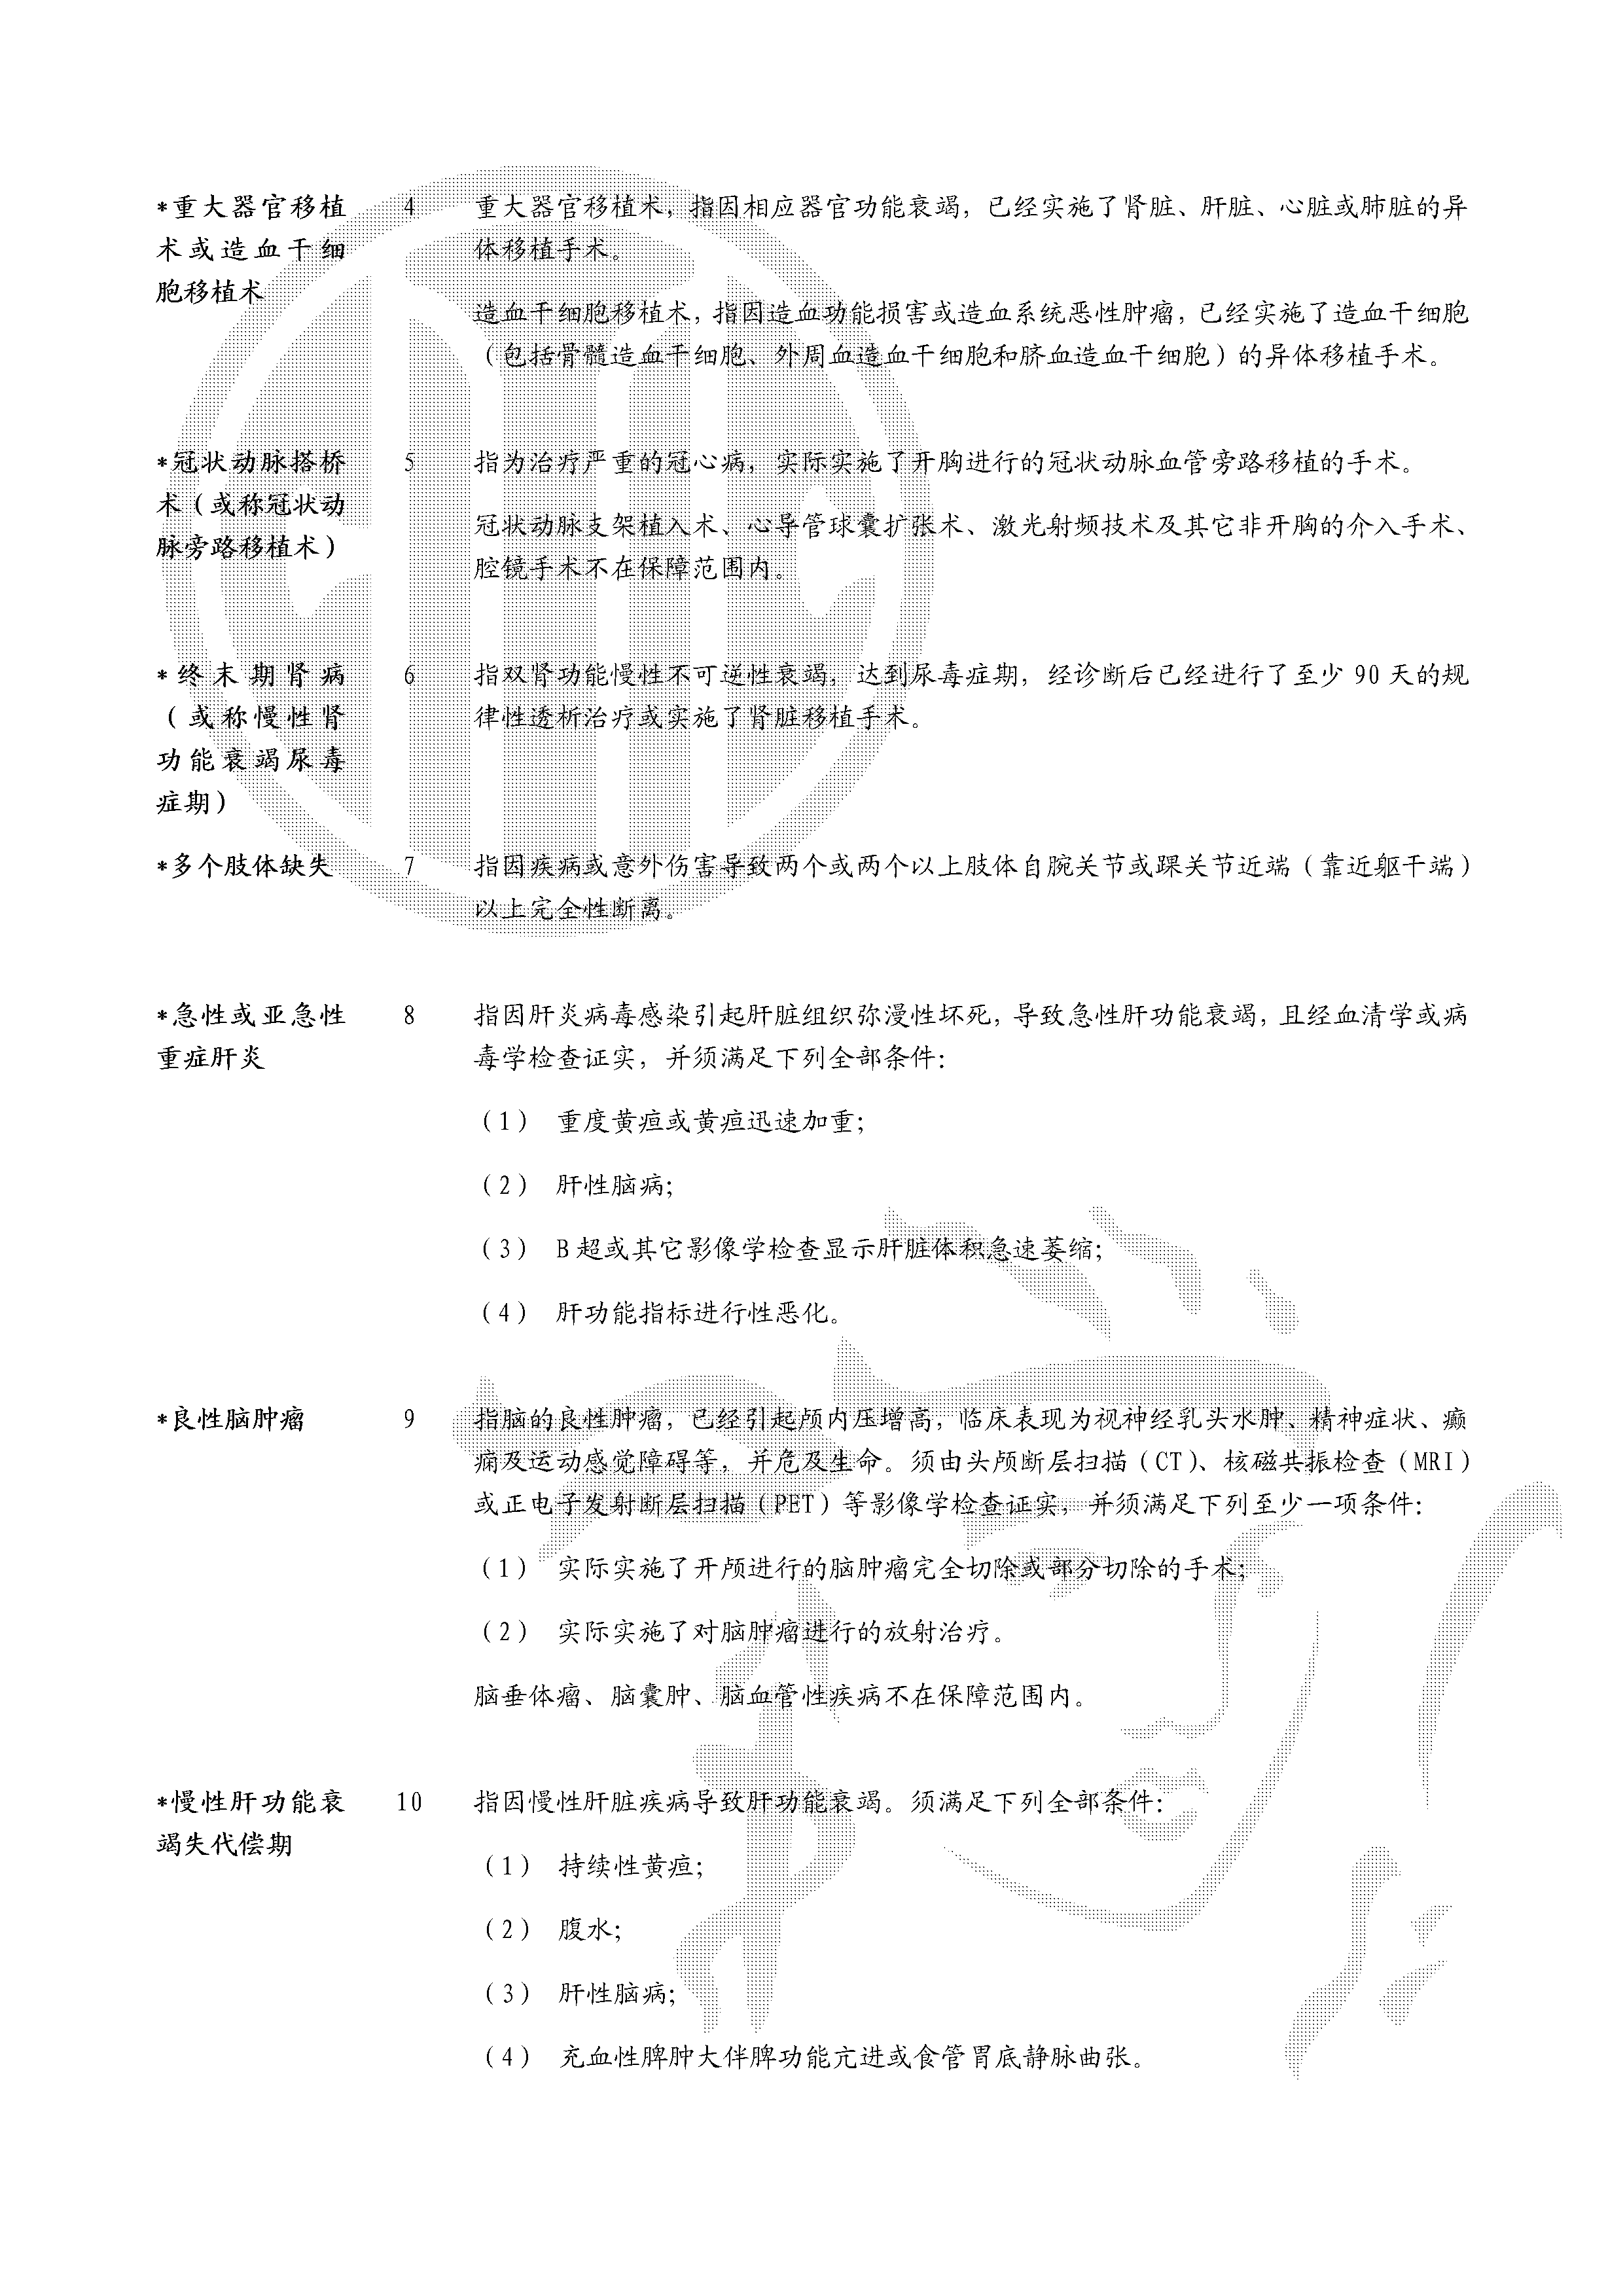 *重大器官移植 4 重大器官移植术，指因相应器官功能衰竭，已经实施了肾脏、肝脏、心脏或肺脏的异
术或造血干细 体移植手术。
胞移植术
造血干细胞移植术，指因造血功能损害或造血系统恶性肿瘤，已经实施了造血干细胞
（包括骨髓造血干细胞、外周血造血干细胞和脐血造血干细胞）的异体移植手术。
*冠状动脉搭桥 5 指为治疗严重的冠心病，实际实施了开胸进行的冠状动脉血管旁路移植的手术。
术（或称冠状动
脉旁路移植术）
冠状动脉支架植入术、心导管球囊扩张术、激光射频技术及其它非开胸的介入手术、
腔镜手术不在保障范围内。
*终末期肾病 6 指双肾功能慢性不可逆性衰竭，达到尿毒症期，经诊断后已经进行了至少 90 天的规
（或称慢性肾 律性透析治疗或实施了肾脏移植手术。
功能衰竭尿毒
症期）
*多个肢体缺失 7 指因疾病或意外伤害导致两个或两个以上肢体自腕关节或踝关节近端（靠近躯干端）
以上完全性断离。
*急性或亚急性 8 指因肝炎病毒感染引起肝脏组织弥漫性坏死，导致急性肝功能衰竭，且经血清学或病
重症肝炎 毒学检查证实，并须满足下列全部条件：
（1） 重度黄疸或黄疸迅速加重；
（2） 肝性脑病；
（3） B 超或其它影像学检查显示肝脏体积急速萎缩；
（4） 肝功能指标进行性恶化。
*良性脑肿瘤 9 指脑的良性肿瘤，已经引起颅内压增高，临床表现为视神经乳头水肿、精神症状、癫
痫及运动感觉障碍等，并危及生命。须由头颅断层扫描（CT）、核磁共振检查（MRI）
或正电子发射断层扫描（PET）等影像学检查证实，并须满足下列至少一项条件：
（1） 实际实施了开颅进行的脑肿瘤完全切除或部分切除的手术；
（2） 实际实施了对脑肿瘤进行的放射治疗。
脑垂体瘤、脑囊肿、脑血管性疾病不在保障范围内。
*慢性肝功能衰 10 指因慢性肝脏疾病导致肝功能衰竭。须满足下列全部条件：
竭失代偿期
（1） 持续性黄疸；
（2） 腹水；
（3） 肝性脑病；
（4） 充血性脾肿大伴脾功能亢进或食管胃底静脉曲张。